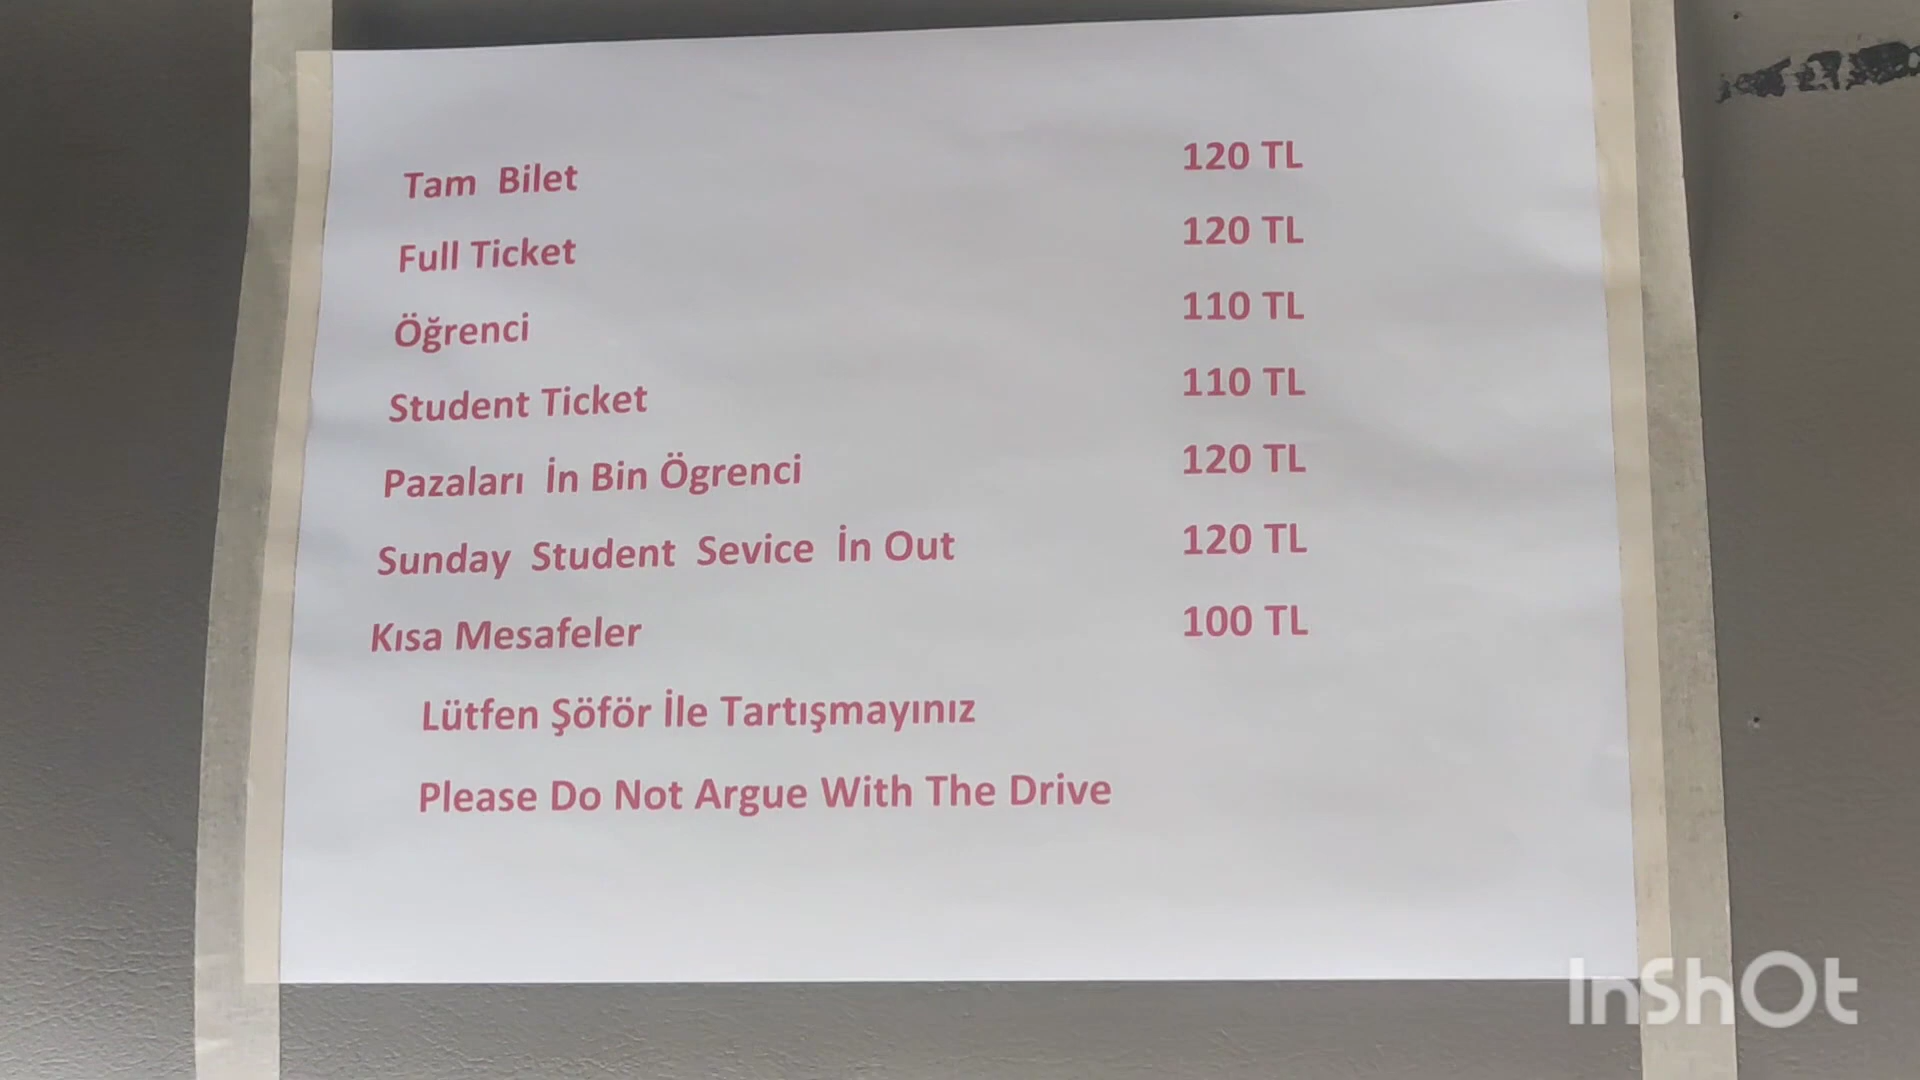 Tam Bilet 120 TL
Full Ticket 120 TL
Öğrenci 110 TL
Student Ticket 110 TL
Pazaları İn Bin Ögrenci 120 TL
Sunday Student Sevice İn Out 120 TL
Kısa Mesafeler 100 TL
Lütfen Şöför İle Tartışmayınız
Please Do Not Argue With The Drive
InShOt